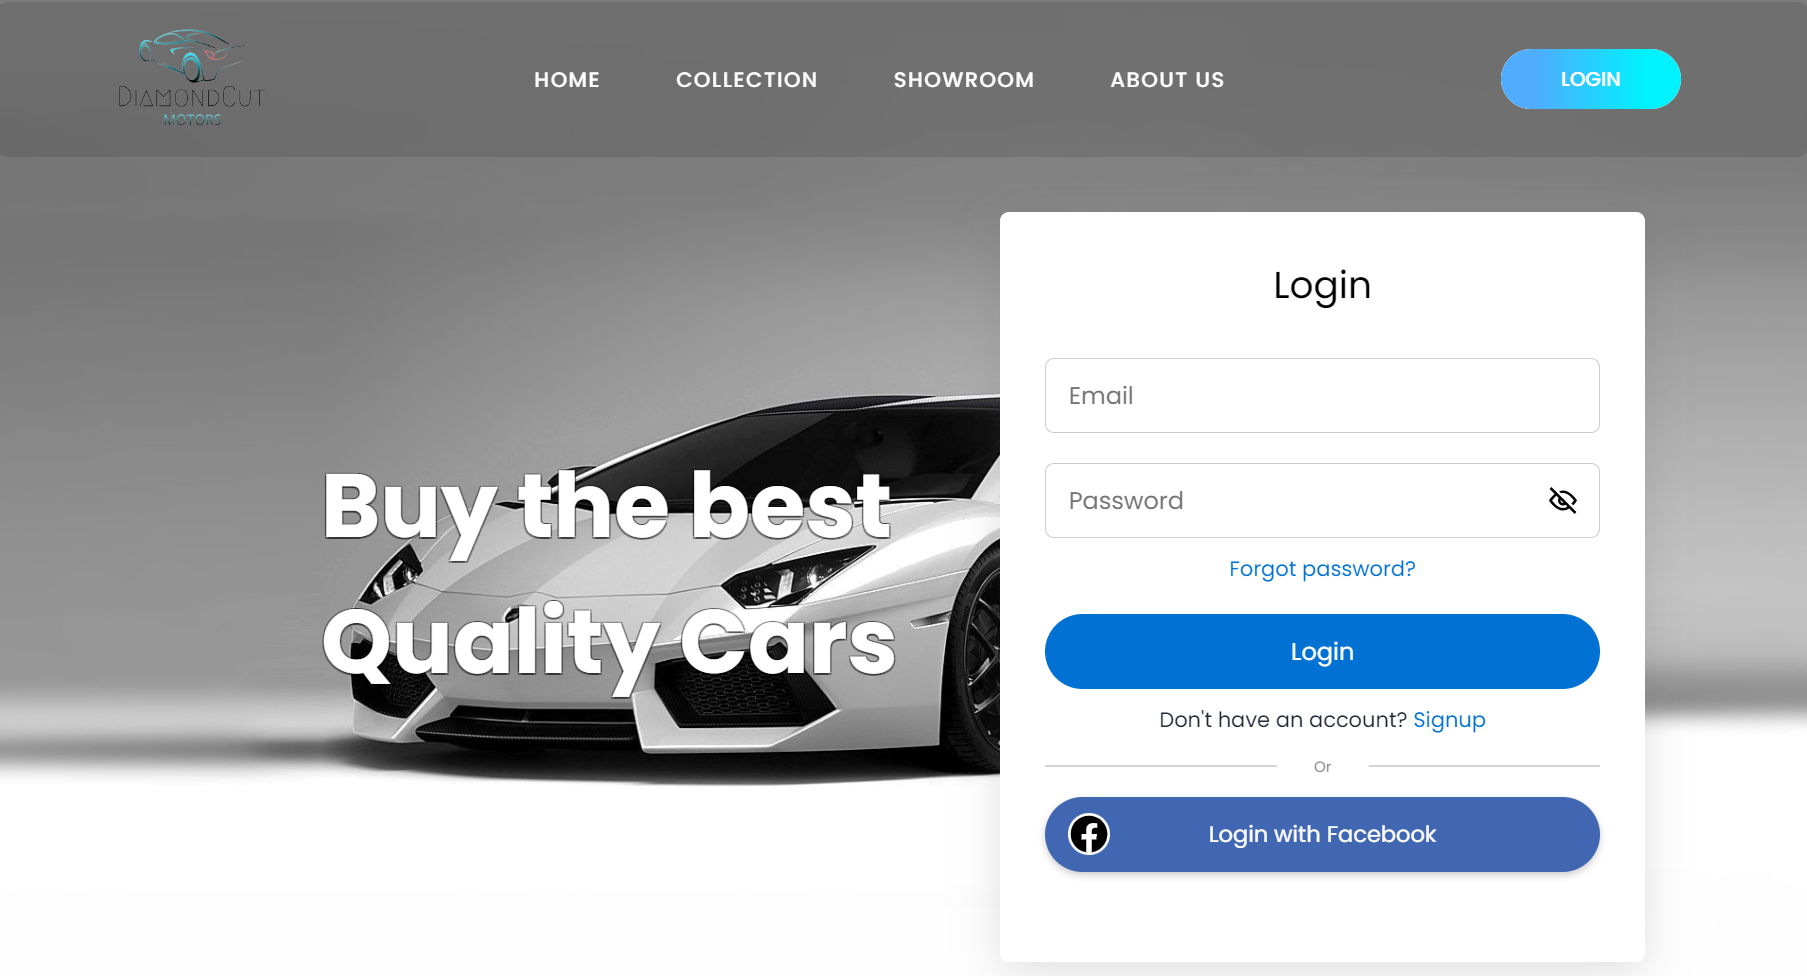 DIAMONDCUT
MOTORS
HOME
COLLECTION
SHOWROOM
ABOUT US
LOGIN
Buy the best
Quality Cars
Login
Email
Password
Forgot password?
Login
Don't have an account? Signup
Or
Login with Facebook